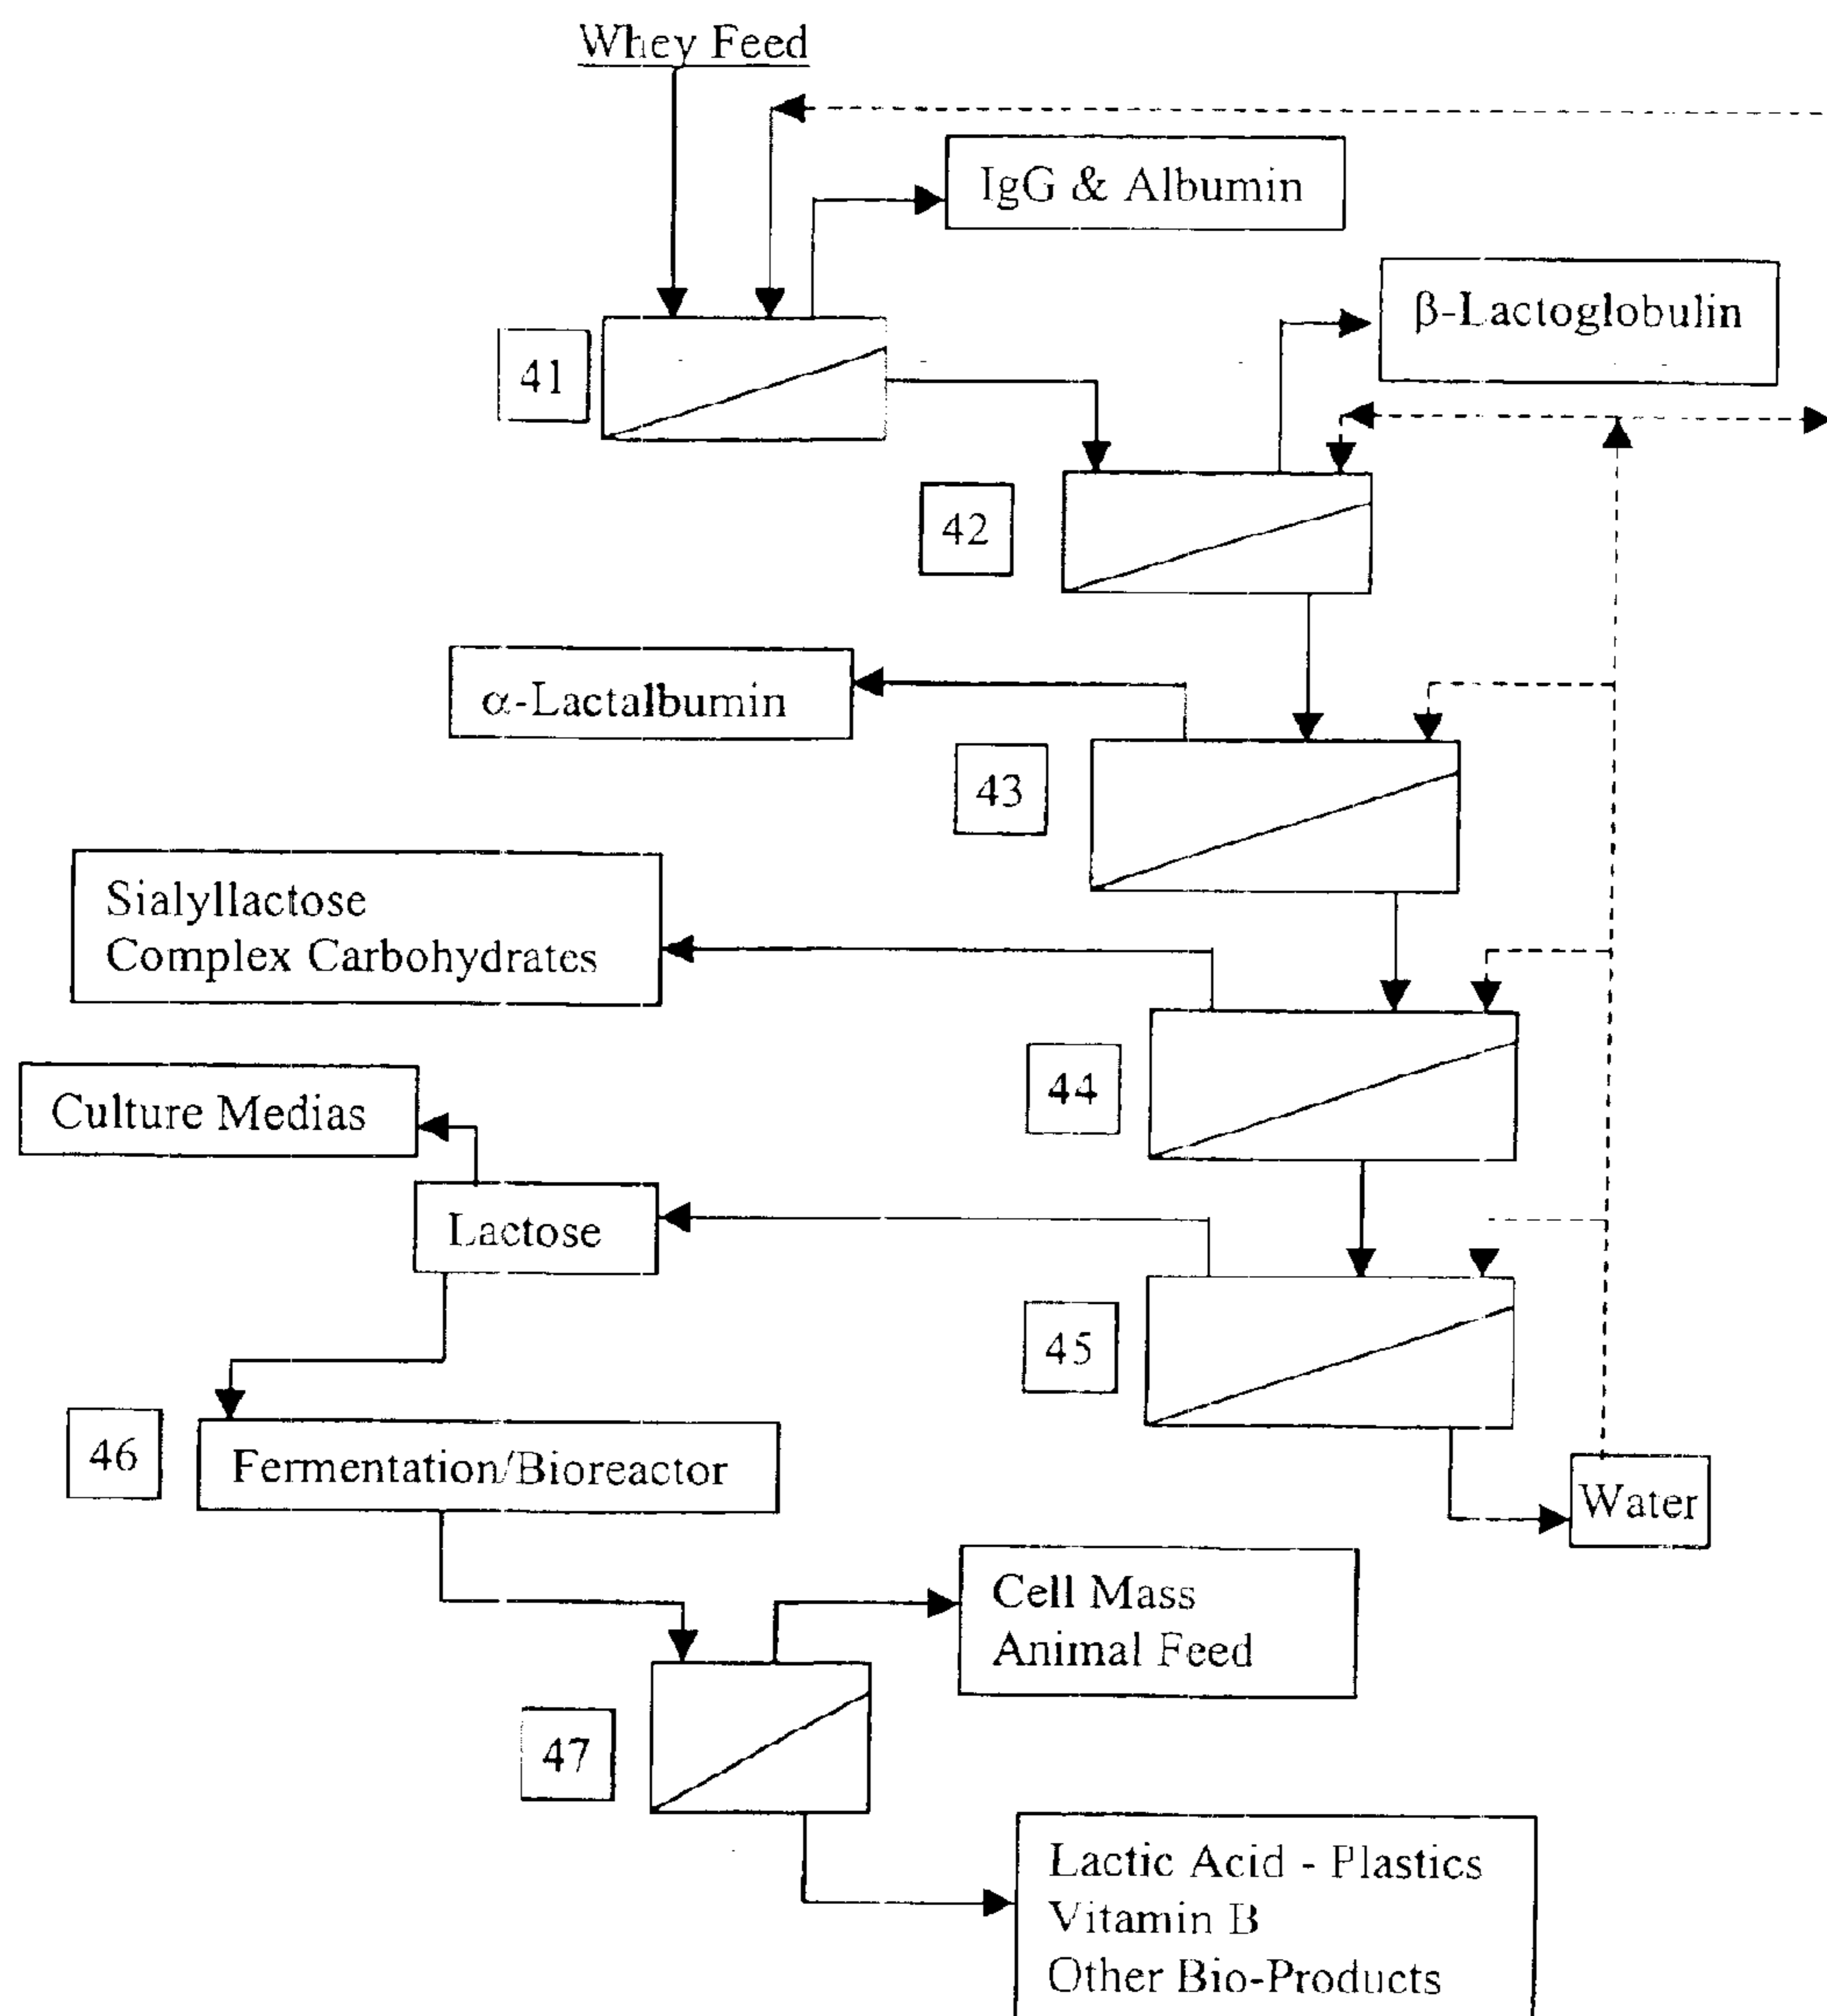 Whey Feed
IgG & Albumin
β-Lactoglobulin
41
42
α-Lactalbumin
43
Sialyllactose
Complex Carbohydrates
44
Culture Medias
Lactose
45
46
Fermentation/Bioreactor
Water
Cell Mass
Animal Feed
47
Lactic Acid - Plastics
Vitamin B
Other Bio-Products